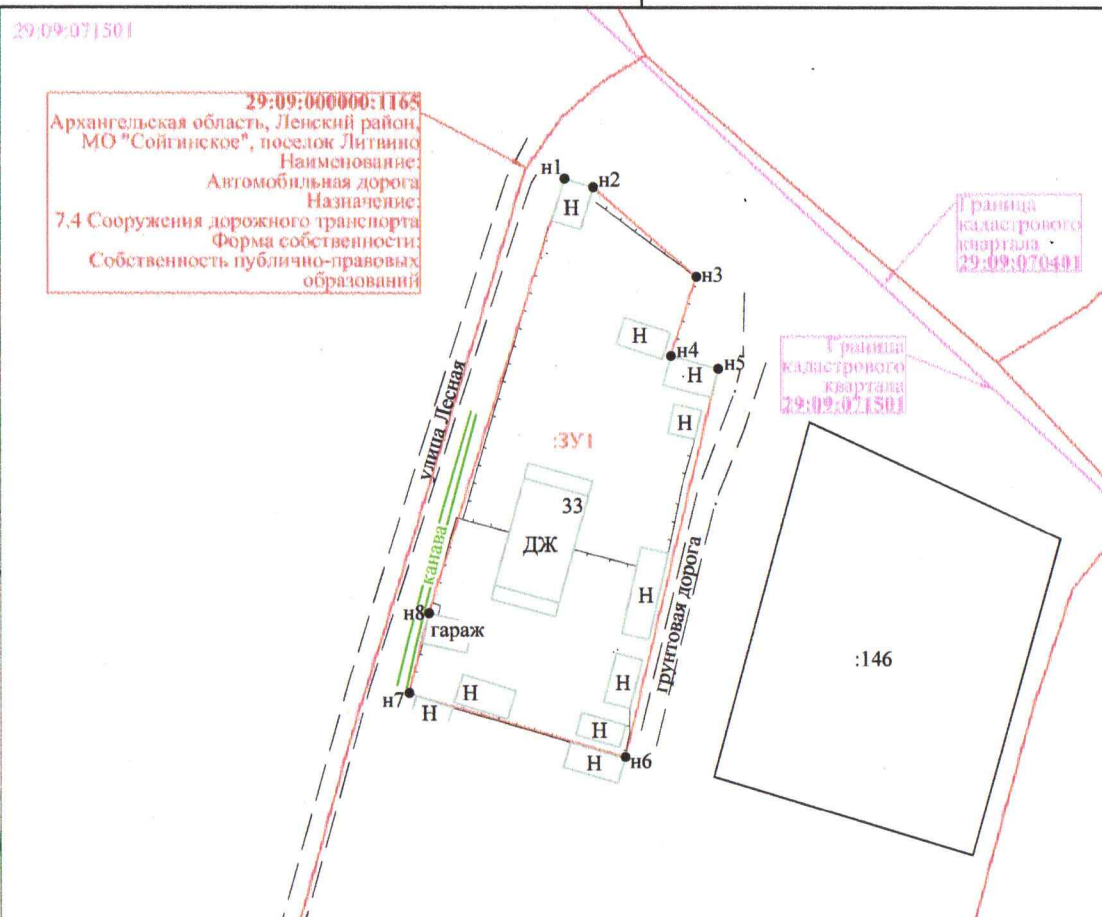 29:09:071501
29:09:000000:1165
Архангельская область, Ленский район,
МО "Сойгинское", поселок Литвино
Наименование:
Автомобильная дорога
Назначение:
7.4 Сооружения дорожного транспорта
Форма собственности:
Собственность публично-правовых
образований
н1
н2
Н
Граница
кадастрового
квартала
29:09:070401
н3
Н
н4
н5
Н
Граница
кадастрового
квартала
29:09:071501
улица Лесная
Н
:ЗУ1
33
ДЖ
канава
Н
грунтовая дорога
н8
гараж
:146
Н
н7
Н
Н
Н
Н
н6